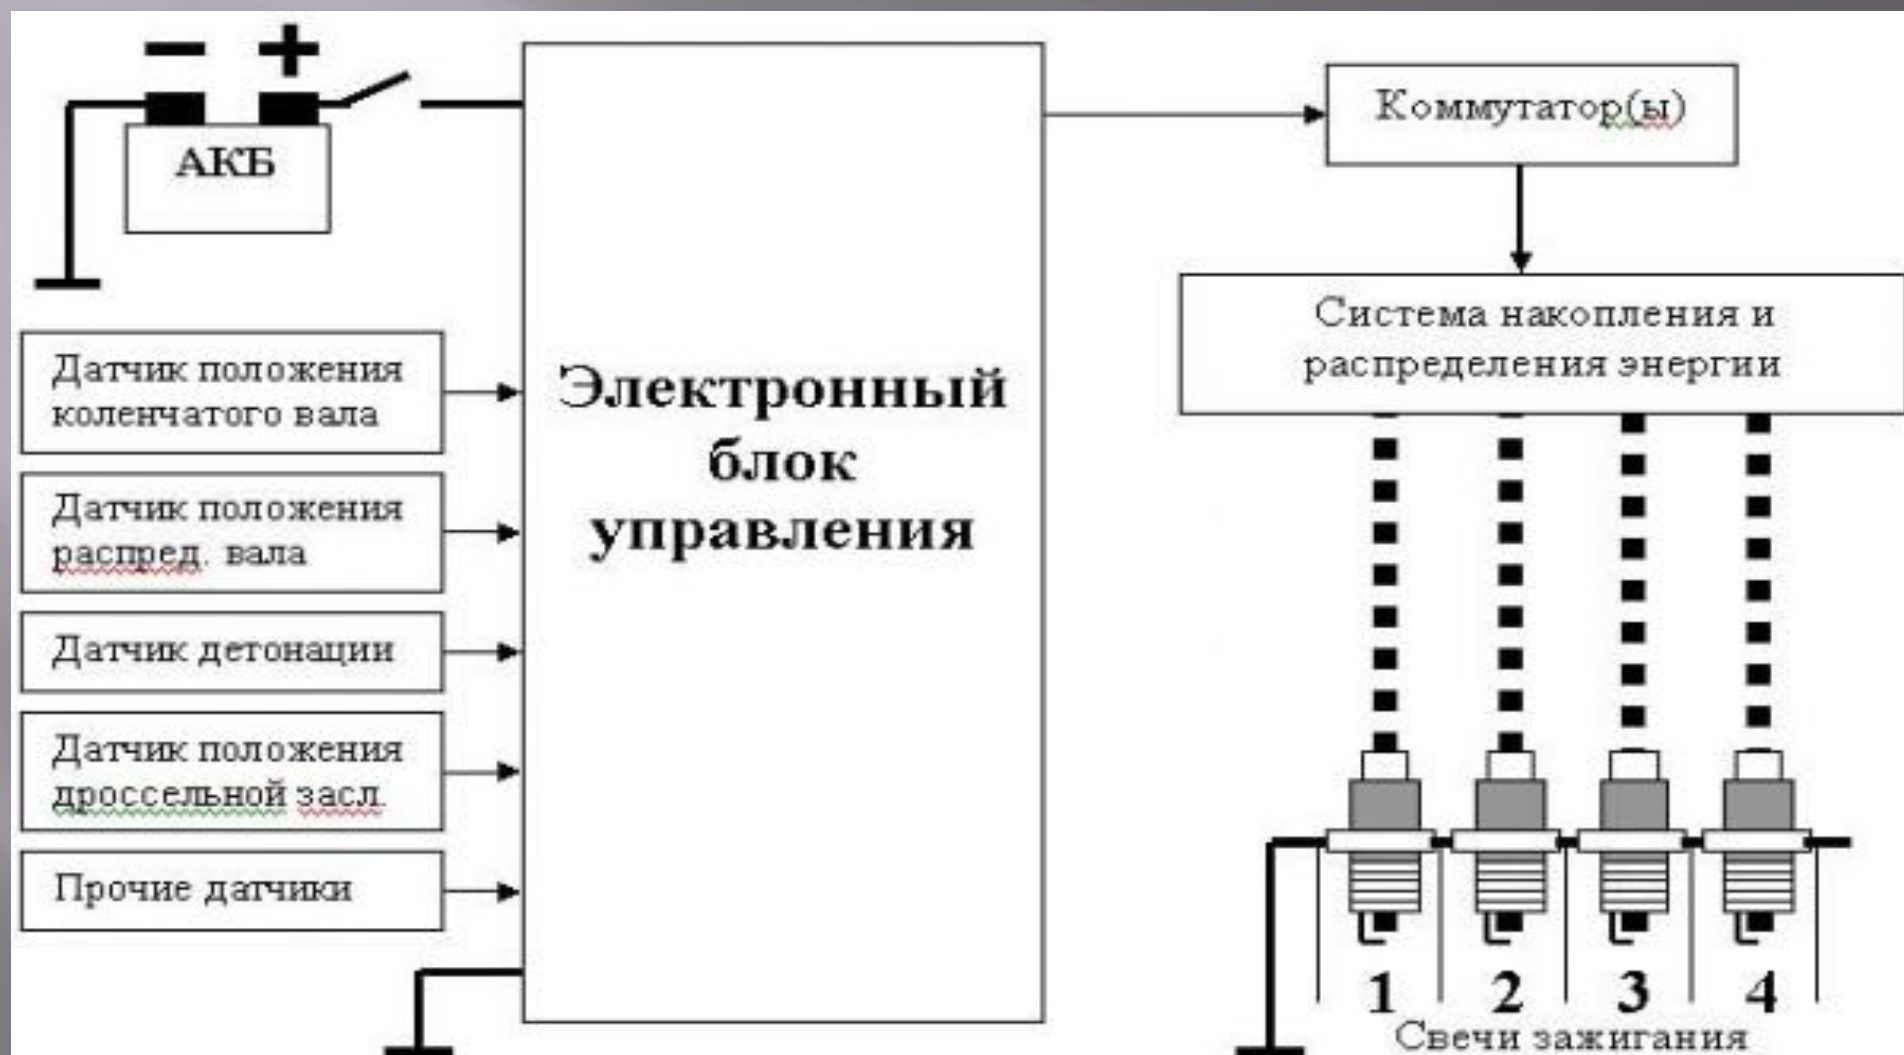 − +
АКБ
Датчик положения
коленчатого вала
Датчик положения
распред. вала
Датчик детонации
Датчик положения
дроссельной засл.
Прочие датчики
Электронный
блок
управления
Коммутатор(ы)
Система накопления и
распределения энергии
1 2 3 4
Свечи зажигания